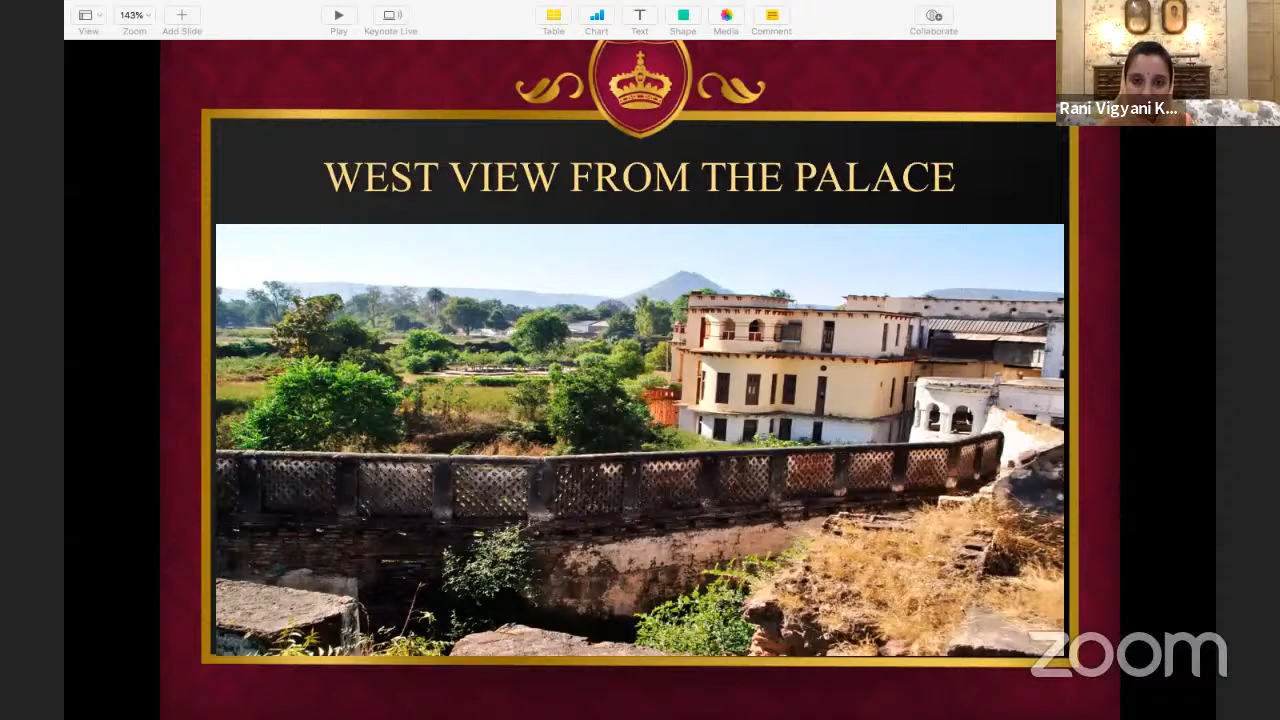 143%
View
Zoom
Add Slide
Play
Keynote Live
Table
Chart
Text
Shape
Media
Comment
Collaborate
Rani Vigyani K...
WEST VIEW FROM THE PALACE
zoom